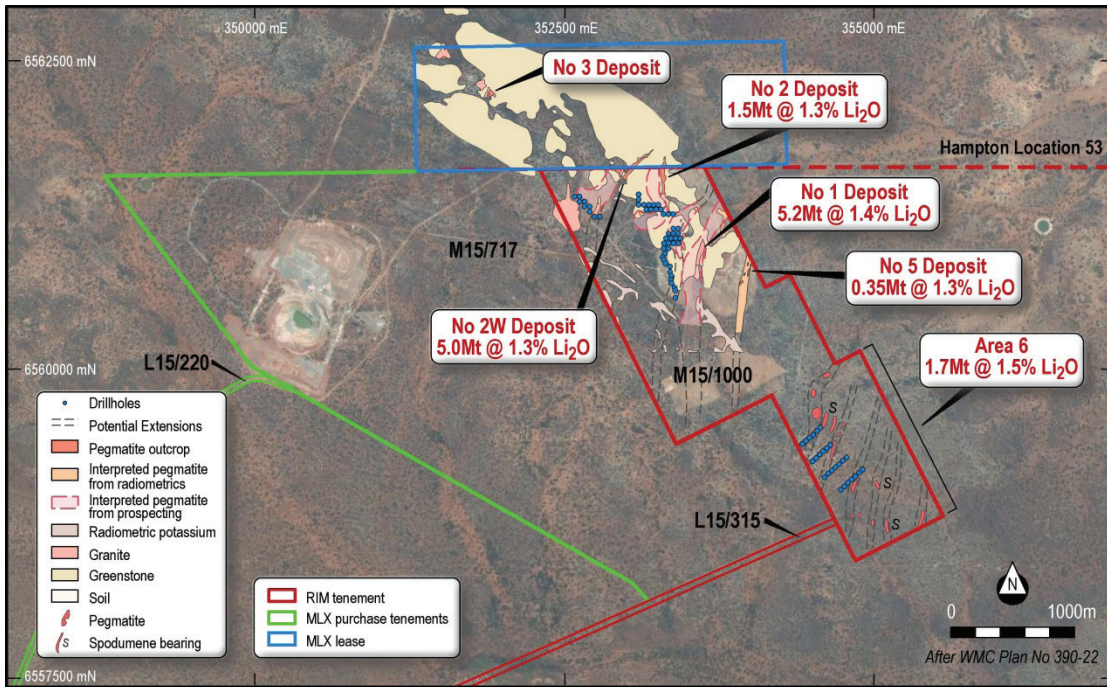 350000 mE
352500 mE
355000 mE
6562500 mN
No 3 Deposit
No 2 Deposit
1.5Mt @ 1.3% Li₂O
Hampton Location 53
No 1 Deposit
5.2Mt @ 1.4% Li₂O
M15/717
No 5 Deposit
0.35Mt @ 1.3% Li₂O
No 2W Deposit
5.0Mt @ 1.3% Li₂O
Area 6
1.7Mt @ 1.5% Li₂O
L15/220
6560000 mN
M15/1000
S
S
S
L15/315
Drillholes
Potential Extensions
Pegmatite outcrop
Interpreted pegmatite
from radiometrics
Interpreted pegmatite
from prospecting
Radiometric potassium
Granite
Greenstone
Soil
Pegmatite
S Spodumene bearing
RIM tenement
MLX purchase tenements
MLX lease
N
0 1000m
After WMC Plan No 390-22
6557500 mN